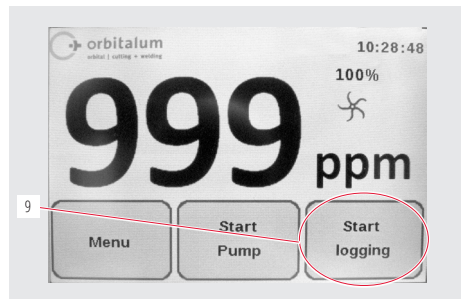 orbitalum
orbital | cutting + welding
10:28:48
100%
999 ppm
9
Menu
Start
Pump
Start
logging